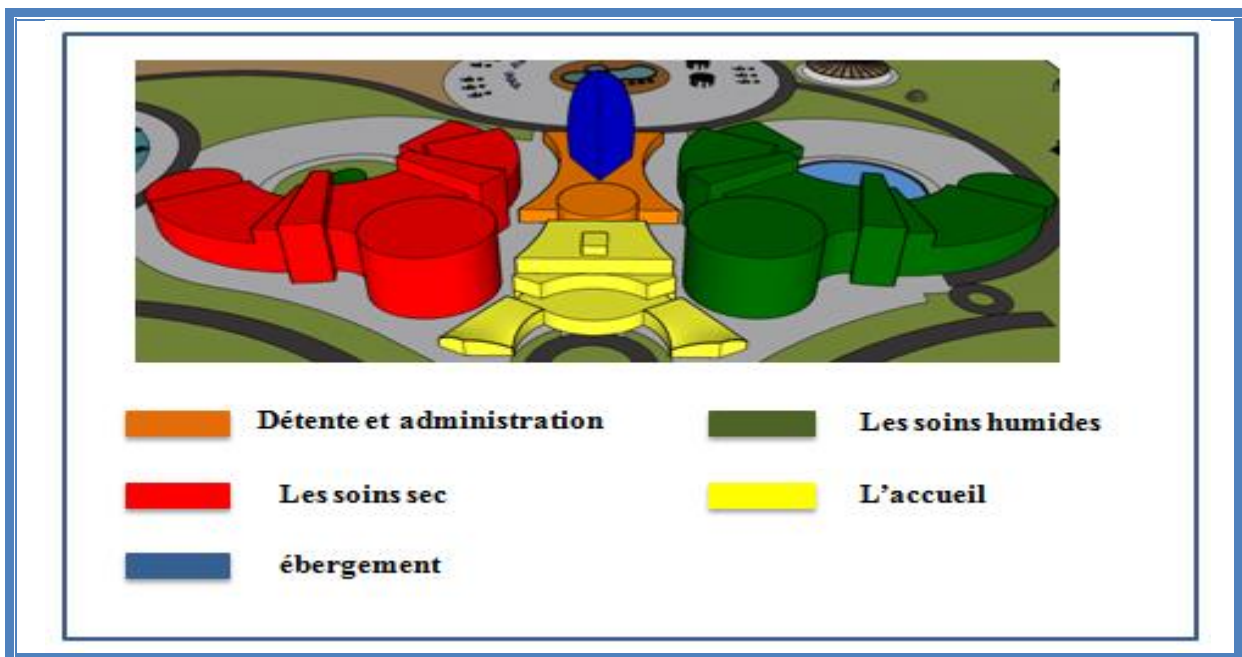 Détente et administration
Les soins humides
Les soins sec
L'accueil
ébergement